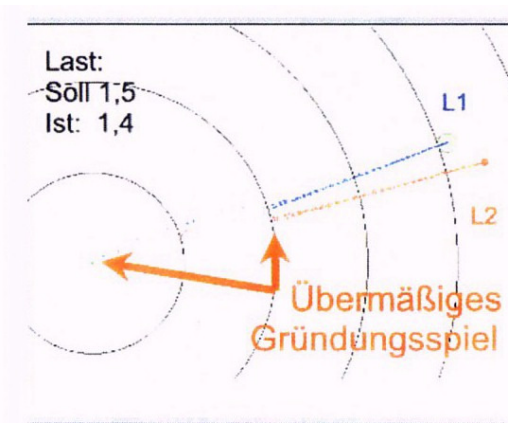 Last:
Soll 1,5
Ist: 1,4
L1
L2
Übermäßiges
Gründungsspiel